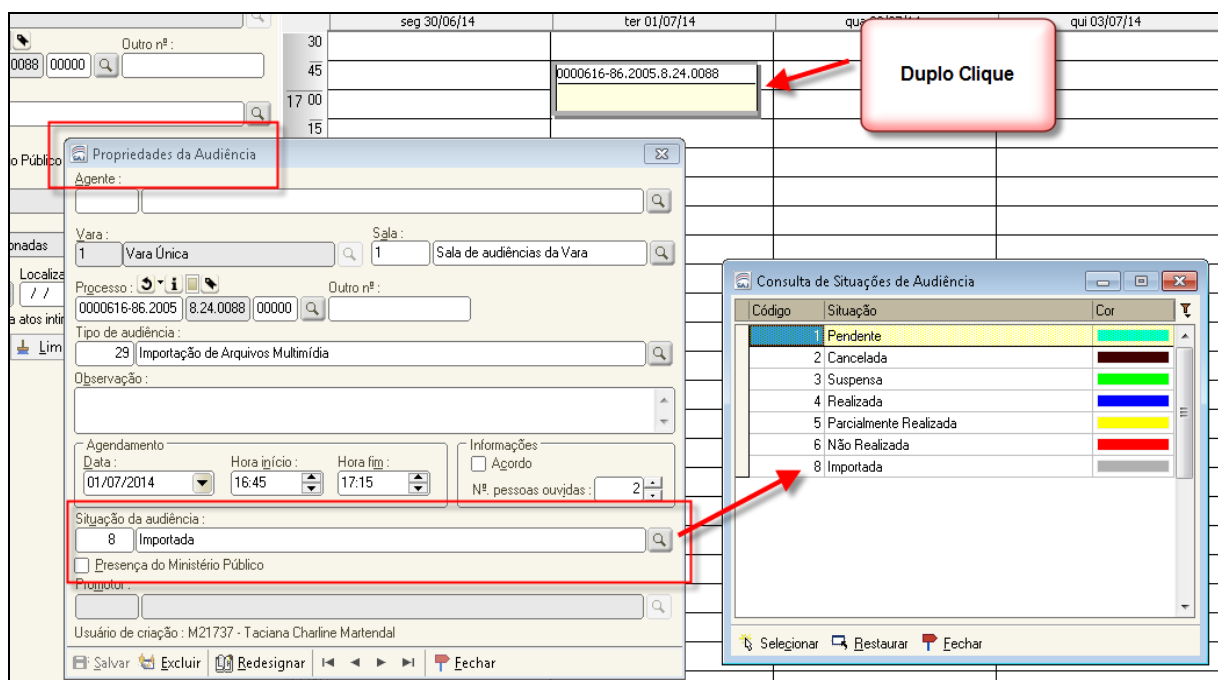 seg 30/06/14 ter 01/07/14 qui 03/07/14
Outro nº :
0088 00000
30
45
17 00
15
0000616-86.2005.8.24.0088
Duplo Clique
o Público
onadas
Localiza
/ /
a atos intir
Lim
Propriedades da Audiência
Agente :
Vara : Sala :
1 Vara Única 1 Sala de audiências da Vara
Processo : Outro nº :
0000616-86.2005 8.24.0088 00000
Tipo de audiência :
29 Importação de Arquivos Multimídia
Observação :
Agendamento Informações
Data : Hora início : Hora fim : Acordo
01/07/2014 16:45 17:15 Nº. pessoas ouvidas : 2
Situação da audiência :
8 Importada
Presença do Ministério Público
Promotor :
Usuário de criação : M21737 - Taciana Charline Martendal
Salvar Excluir Redesignar Fechar
Consulta de Situações de Audiência
Código Situação Cor
1 Pendente
2 Cancelada
3 Suspensa
4 Realizada
5 Parcialmente Realizada
6 Não Realizada
8 Importada
Selecionar Restaurar Fechar